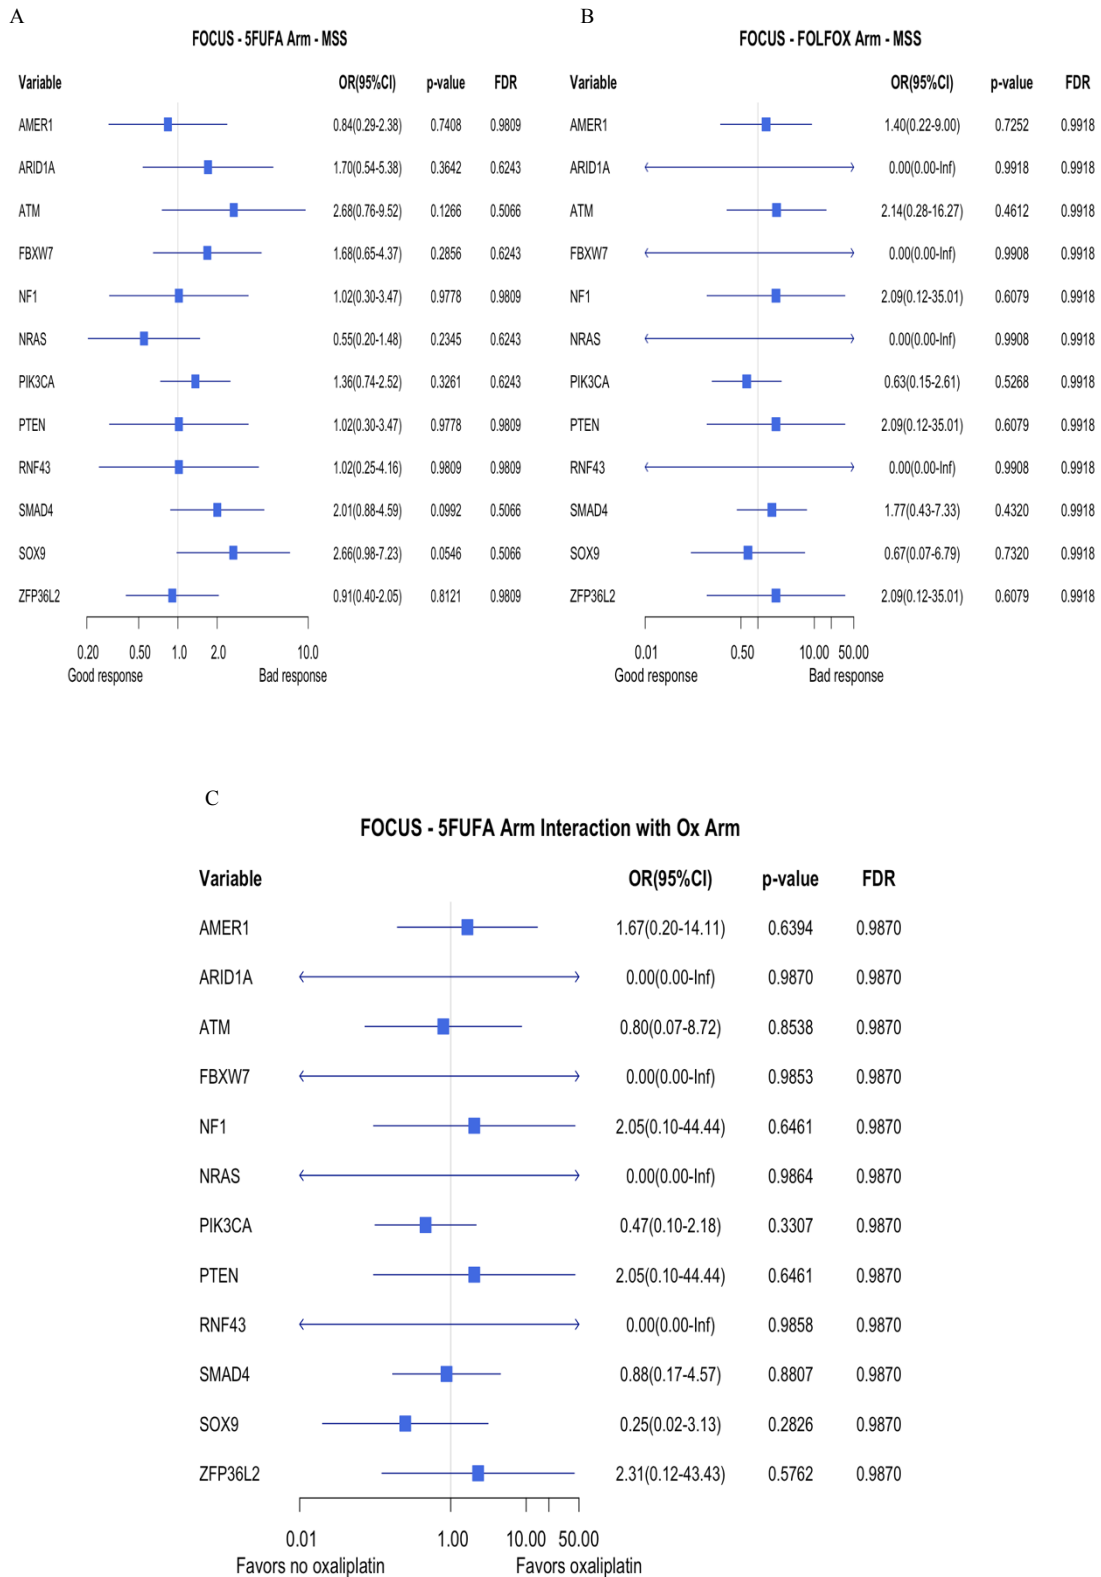 A
FOCUS - 5FUFA Arm - MSS
Variable OR(95%CI) p-value FDR
AMER1 0.84(0.29-2.38) 0.7408 0.9809
ARID1A 1.70(0.54-5.38) 0.3642 0.6243
ATM 2.68(0.76-9.52) 0.1266 0.5066
FBXW7 1.68(0.65-4.37) 0.2856 0.6243
NF1 1.02(0.30-3.47) 0.9778 0.9809
NRAS 0.55(0.20-1.48) 0.2345 0.6243
PIK3CA 1.36(0.74-2.52) 0.3261 0.6243
PTEN 1.02(0.30-3.47) 0.9778 0.9809
RNF43 1.02(0.25-4.16) 0.9809 0.9809
SMAD4 2.01(0.88-4.59) 0.0992 0.5066
SOX9 2.66(0.98-7.23) 0.0546 0.5066
ZFP36L2 0.91(0.40-2.05) 0.8121 0.9809
0.20 0.50 1.0 2.0 10.0
Good response Bad response
B
FOCUS - FOLFOX Arm - MSS
Variable OR(95%CI) p-value FDR
AMER1 1.40(0.22-9.00) 0.7252 0.9918
ARID1A 0.00(0.00-Inf) 0.9918 0.9918
ATM 2.14(0.28-16.27) 0.4612 0.9918
FBXW7 0.00(0.00-Inf) 0.9908 0.9918
NF1 2.09(0.12-35.01) 0.6079 0.9918
NRAS 0.00(0.00-Inf) 0.9908 0.9918
PIK3CA 0.63(0.15-2.61) 0.5268 0.9918
PTEN 2.09(0.12-35.01) 0.6079 0.9918
RNF43 0.00(0.00-Inf) 0.9908 0.9918
SMAD4 1.77(0.43-7.33) 0.4320 0.9918
SOX9 0.67(0.07-6.79) 0.7320 0.9918
ZFP36L2 2.09(0.12-35.01) 0.6079 0.9918
0.01 0.50 10.00 50.00
Good response Bad response
C
FOCUS - 5FUFA Arm Interaction with Ox Arm
Variable OR(95%CI) p-value FDR
AMER1 1.67(0.20-14.11) 0.6394 0.9870
ARID1A 0.00(0.00-Inf) 0.9870 0.9870
ATM 0.80(0.07-8.72) 0.8538 0.9870
FBXW7 0.00(0.00-Inf) 0.9853 0.9870
NF1 2.05(0.10-44.44) 0.6461 0.9870
NRAS 0.00(0.00-Inf) 0.9864 0.9870
PIK3CA 0.47(0.10-2.18) 0.3307 0.9870
PTEN 2.05(0.10-44.44) 0.6461 0.9870
RNF43 0.00(0.00-Inf) 0.9858 0.9870
SMAD4 0.88(0.17-4.57) 0.8807 0.9870
SOX9 0.25(0.02-3.13) 0.2826 0.9870
ZFP36L2 2.31(0.12-43.43) 0.5762 0.9870
0.01 1.00 10.00 50.00
Favors no oxaliplatin Favors oxaliplatin